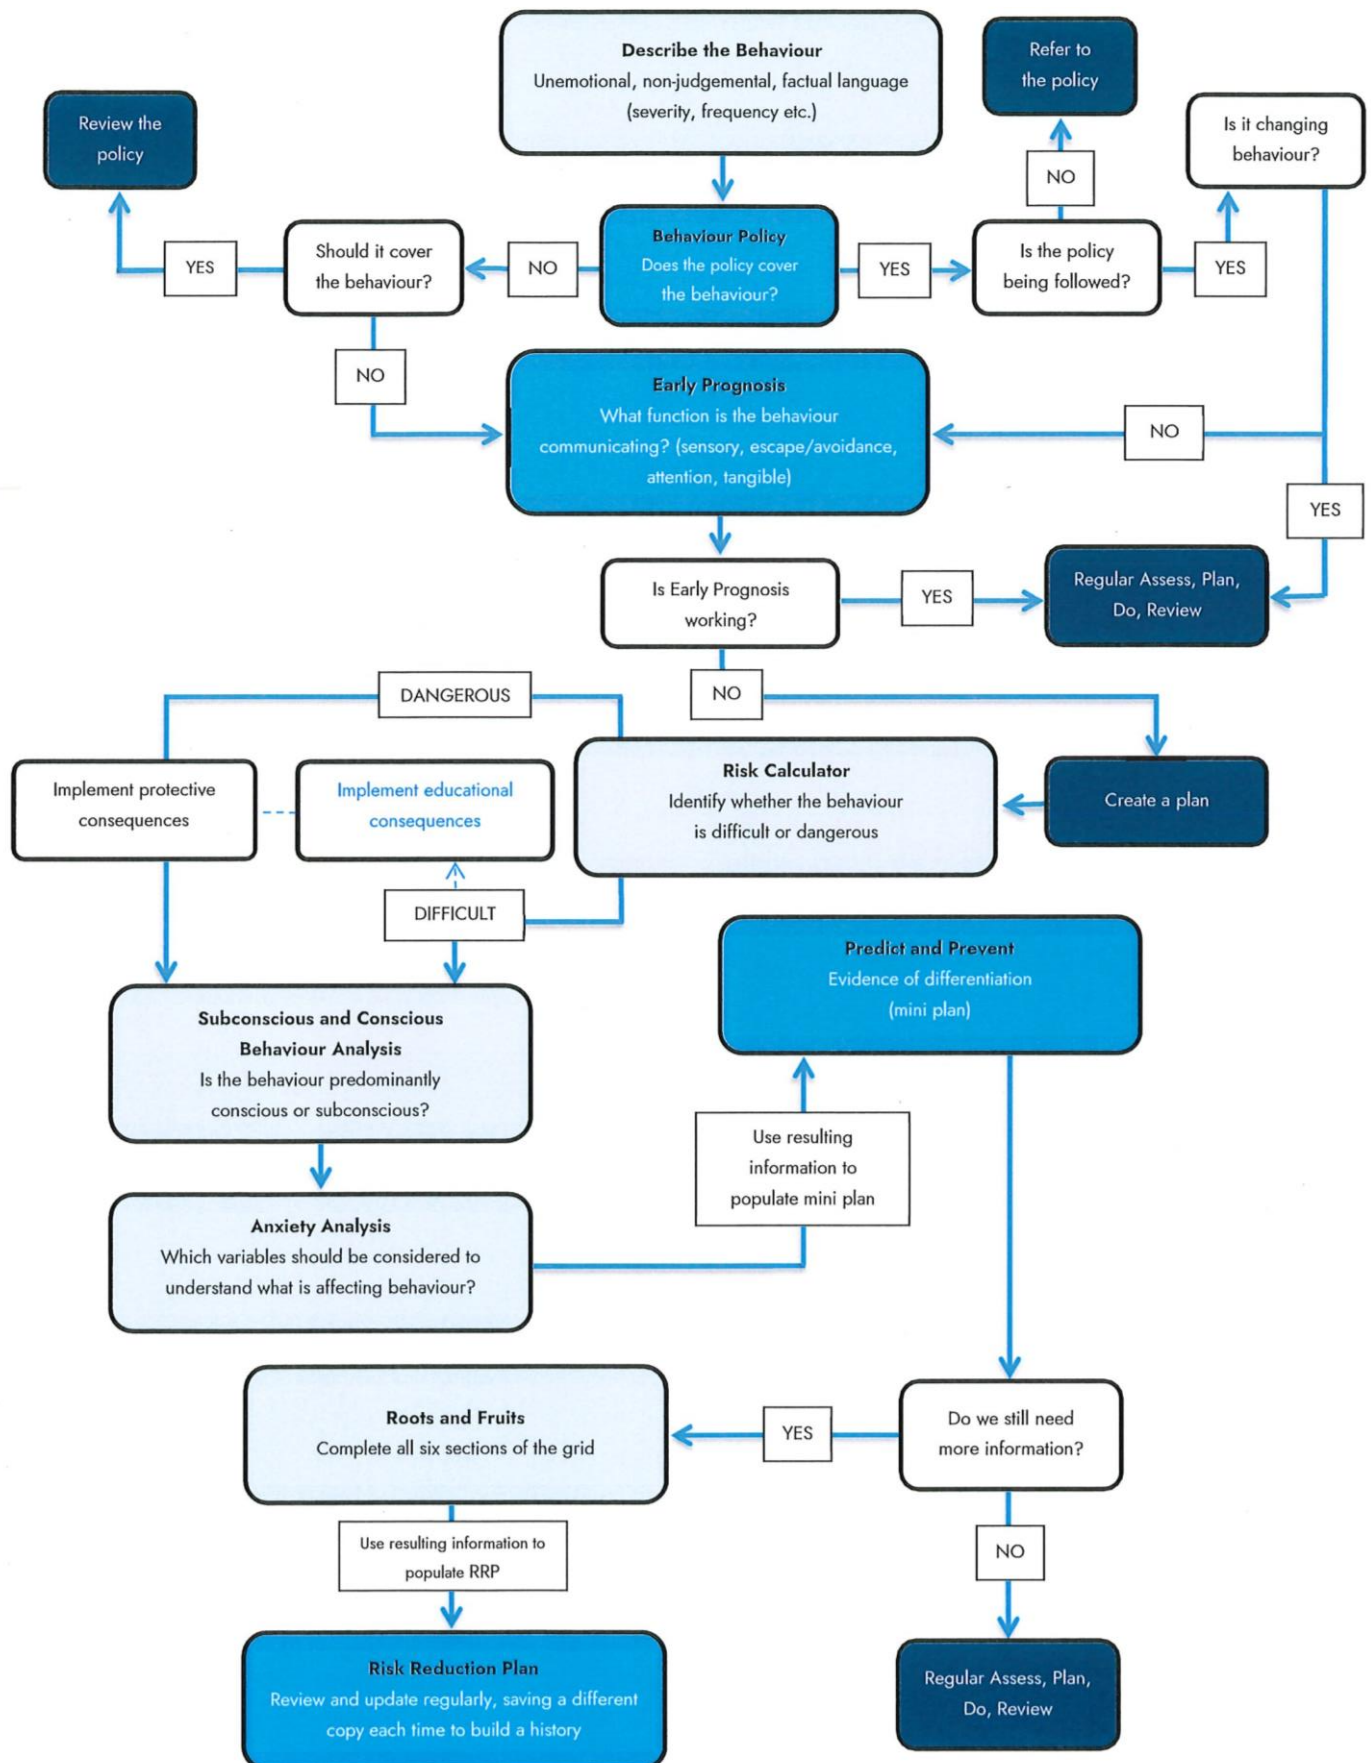 Describe the Behaviour
Unemotional, non-judgemental, factual language
(severity, frequency etc.)
Refer to
the policy
Review the
policy
Is it changing
behaviour?
NO
Should it cover
the behaviour?
YES
NO
Behaviour Policy
Does the policy cover
the behaviour?
YES
Is the policy
being followed?
YES
NO
Early Prognosis
What function is the behaviour
communicating? (sensory, escape/avoidance,
attention, tangible)
NO
YES
Is Early Prognosis
working?
YES
Regular Assess, Plan,
Do, Review
DANGEROUS
NO
Implement protective
consequences
Implement educational
consequences
Risk Calculator
Identify whether the behaviour
is difficult or dangerous
Create a plan
DIFFICULT
Predict and Prevent
Evidence of differentiation
(mini plan)
Subconscious and Conscious
Behaviour Analysis
Is the behaviour predominantly
conscious or subconscious?
Use resulting
information to
populate mini plan
Anxiety Analysis
Which variables should be considered to
understand what is affecting behaviour?
Roots and Fruits
Complete all six sections of the grid
YES
Do we still need
more information?
Use resulting information to
populate RRP
NO
Risk Reduction Plan
Review and update regularly, saving a different
copy each time to build a history
Regular Assess, Plan,
Do, Review